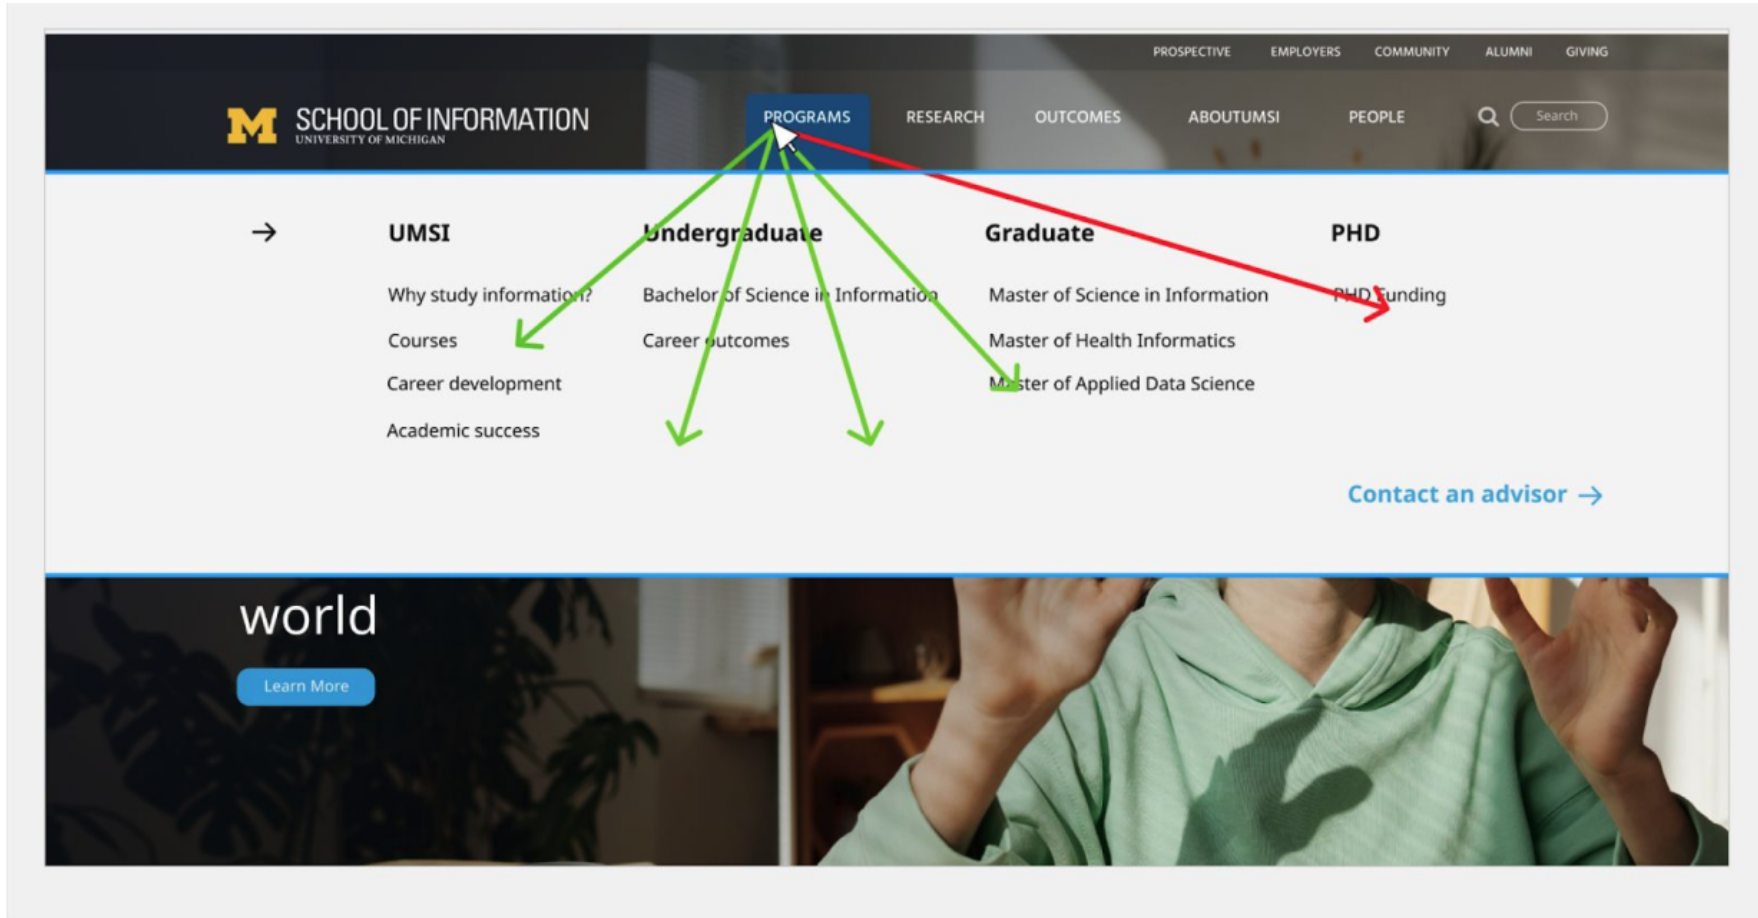 PROSPECTIVE EMPLOYERS COMMUNITY ALUMNI GIVING
M SCHOOL OF INFORMATION
UNIVERSITY OF MICHIGAN
PROGRAMS RESEARCH OUTCOMES ABOUTUMSI PEOPLE Search
→ UMSI Undergraduate Graduate PHD
Why study information? Bachelor of Science in Information Master of Science in Information PHD Funding
Courses Career outcomes Master of Health Informatics
Career development Master of Applied Data Science
Academic success
Contact an advisor →
world
Learn More